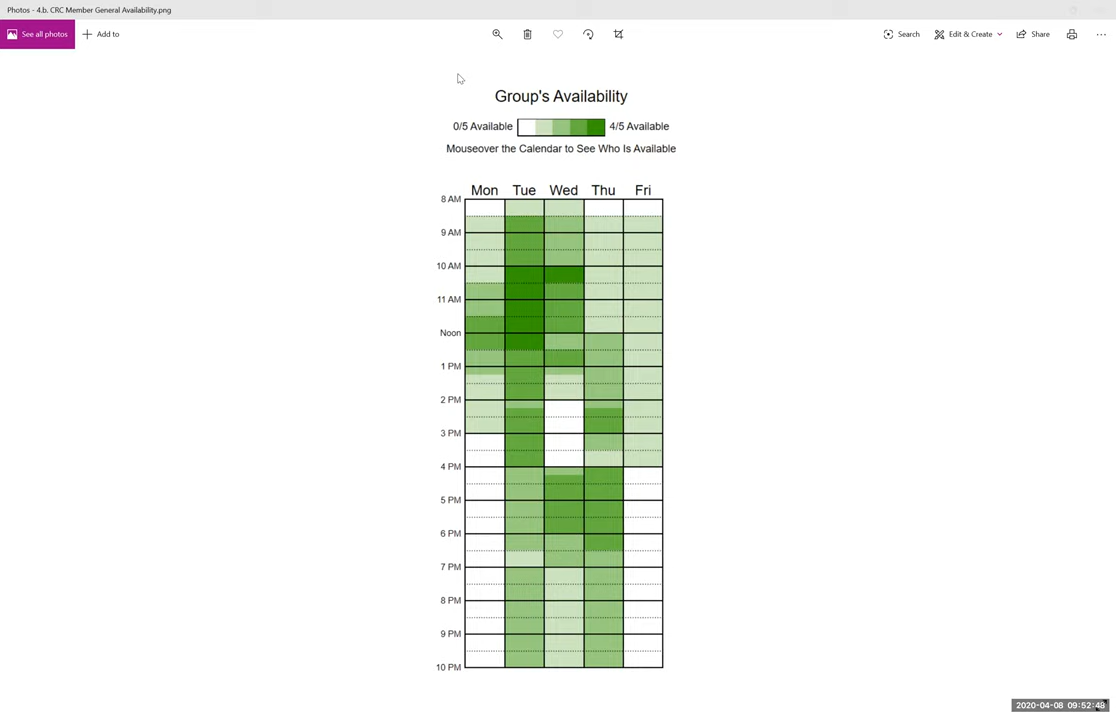 Photos - 4.b. CRC Member General Availability.png
See all photos
Add to
Search
Edit & Create
Share
Group's Availability
0/5 Available
4/5 Available
Mouseover the Calendar to See Who Is Available
Mon Tue Wed Thu Fri
8 AM
9 AM
10 AM
11 AM
Noon
1 PM
2 PM
3 PM
4 PM
5 PM
6 PM
7 PM
8 PM
9 PM
10 PM
2020-04-08 09:52:48